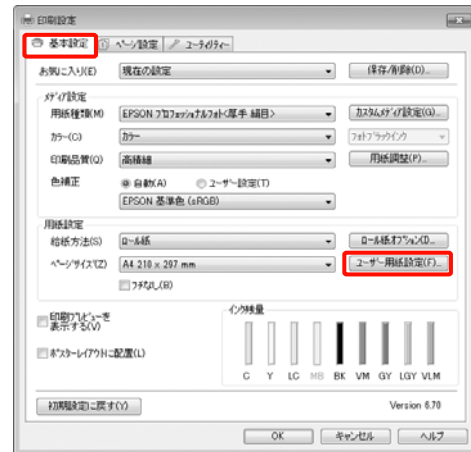 印刷設定
基本設定 ページ設定 ユーティリティー
お気に入り(E) 現在の設定 保存/削除(D)...
メディア設定
用紙種類(M) EPSON プロフェッショナルフォト<厚手 絹目> カスタムメディア設定(G)...
カラー(C) カラー フォトブラックインク
印刷品質(Q) 高精細 用紙調整(P)...
色補正 自動(A) ユーザー設定(T)
EPSON 基準色 (sRGB)
用紙設定
給紙方法(S) ロール紙 ロール紙オプション(I)...
ページサイズ(Z) A4 210 x 297 mm ユーザー用紙設定(F)...
フチなし(B)
インク残量
印刷プレビューを
表示する(V)
ポスターレイアウトに配置(L)
C Y LC MB BK VM GY LGY VLM
初期設定に戻す(Y) Version 6.70
OK キャンセル ヘルプ